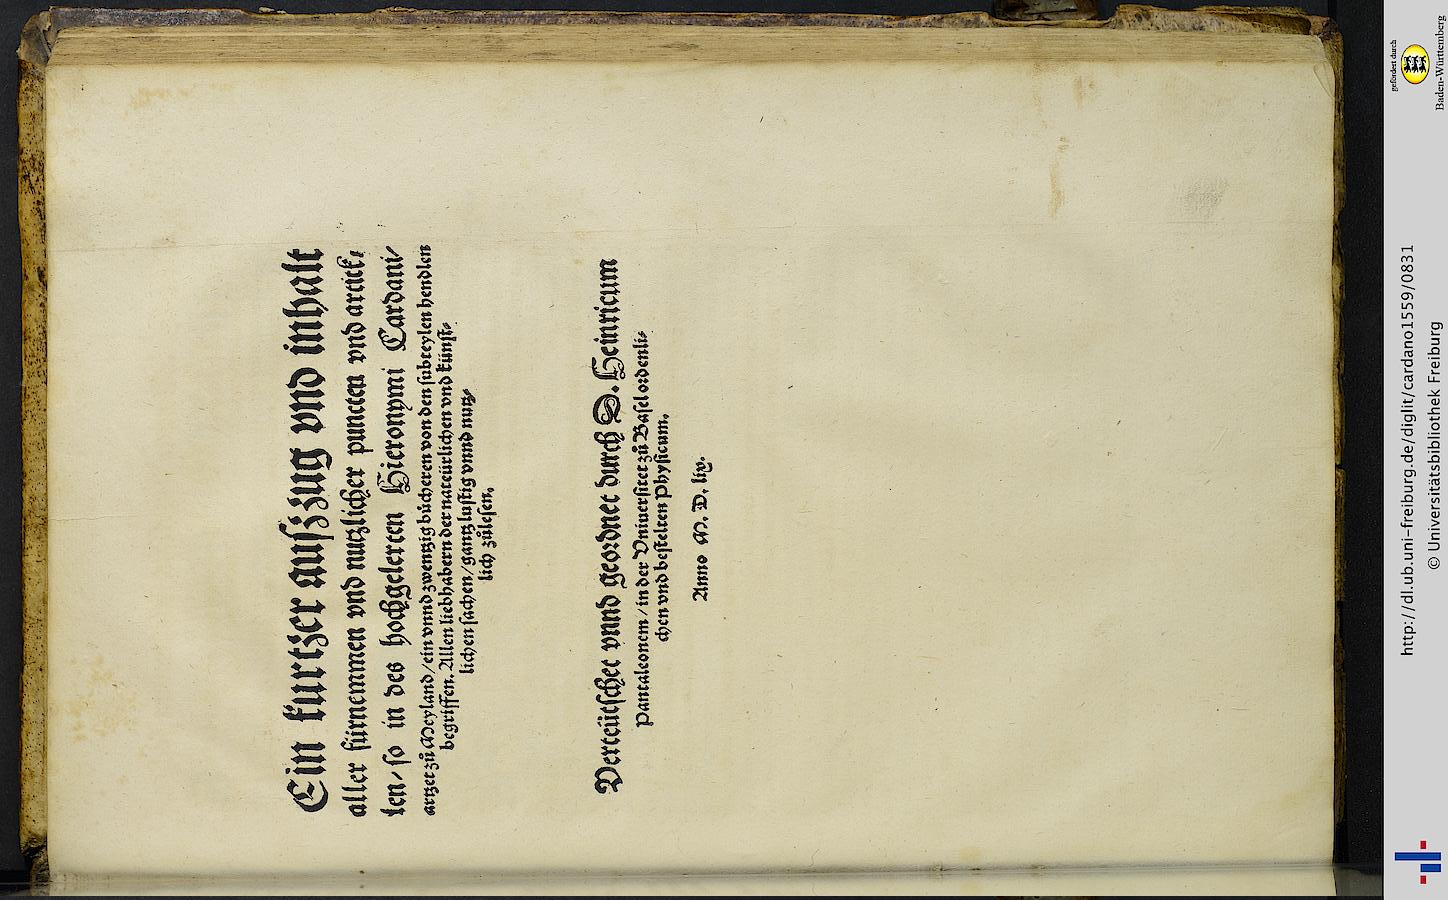 Ein kurtzer auſzzug vnd inhalt
aller fürnemmen vnd nutzlicher puncten vnd artick⸗
len/ ſo in des hochgelerten Hieronymi Cardani/
artzet zů Meyland/ ein vnnd zwentzig bücheren von den ſubteylen hendlen
begriffen. Allen liebhabern der nateürlichen vnd künſt⸗
lichen ſachen/ gantz luſtig vnnd nutz⸗
lich zůleſen.
Verteütſchet vnnd geordnet durch D. Heinricum
Pantaleonem/ in der Vniuerſitet zů Baſel ordenli⸗
chen vnd beſtelten Phyſicum.
Anno M. D. lix.
http://dl.ub.uni-freiburg.de/diglit/cardano1559/0831
© Universitätsbibliothek Freiburg
gefördert durch
Baden-Württemberg